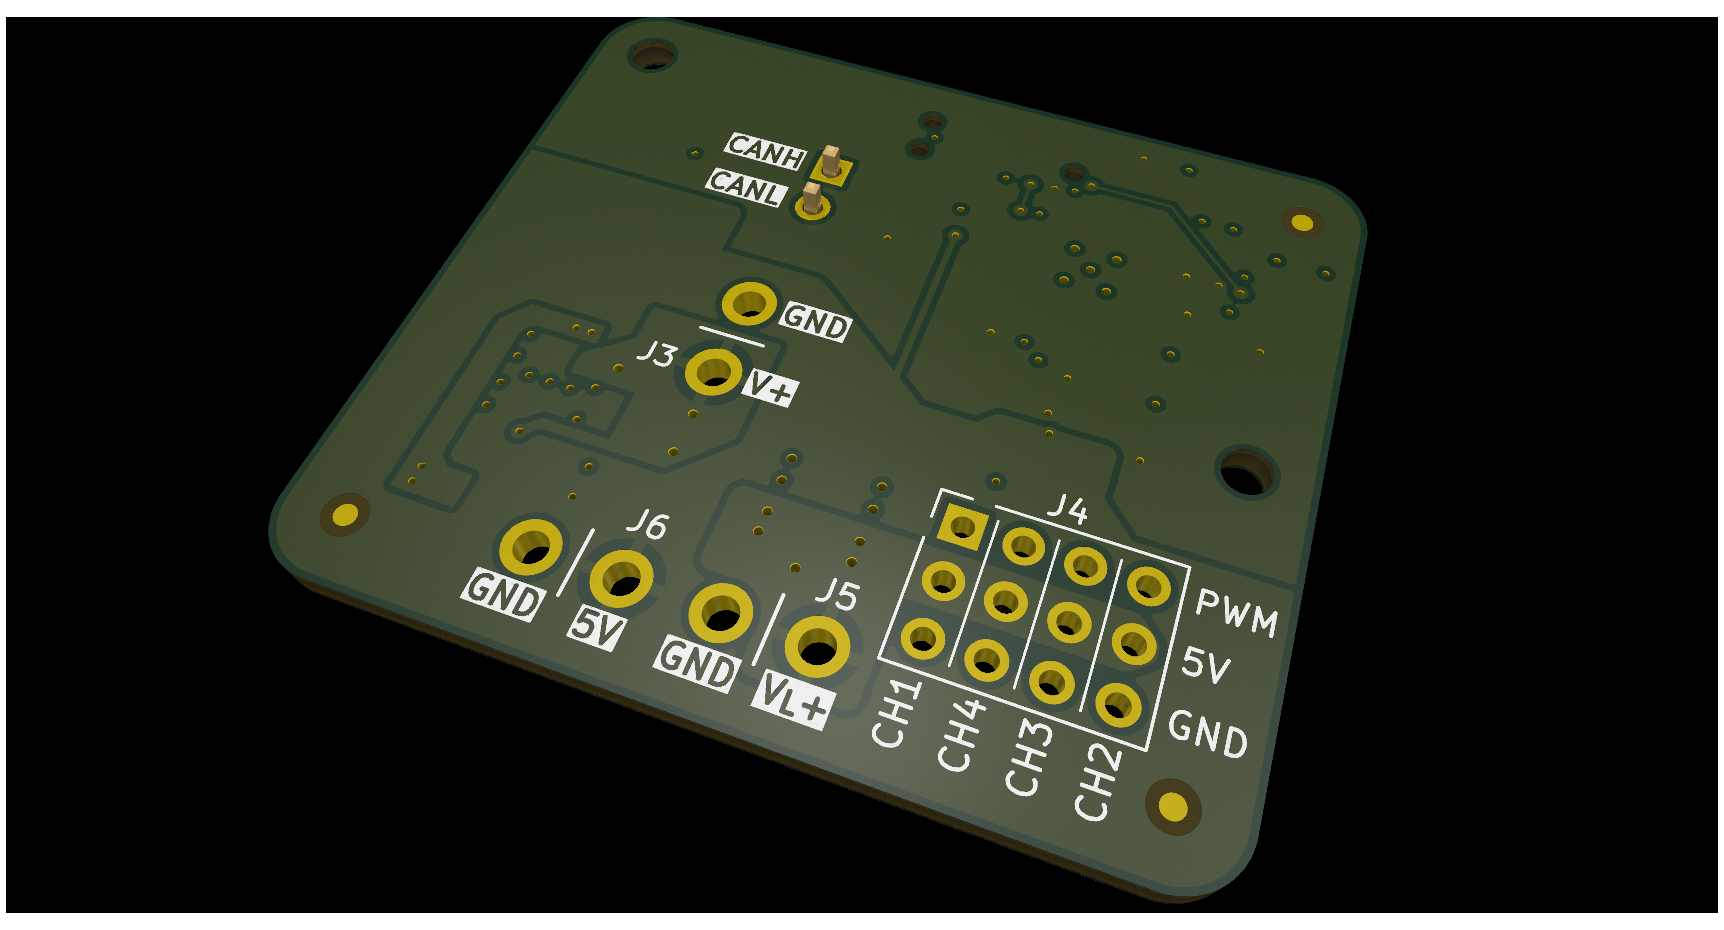 CANH
CANL
GND
J3
V+
J6
GND
5V
J5
GND
VL+
J4
PWM
5V
GND
CH1
CH4
CH3
CH2